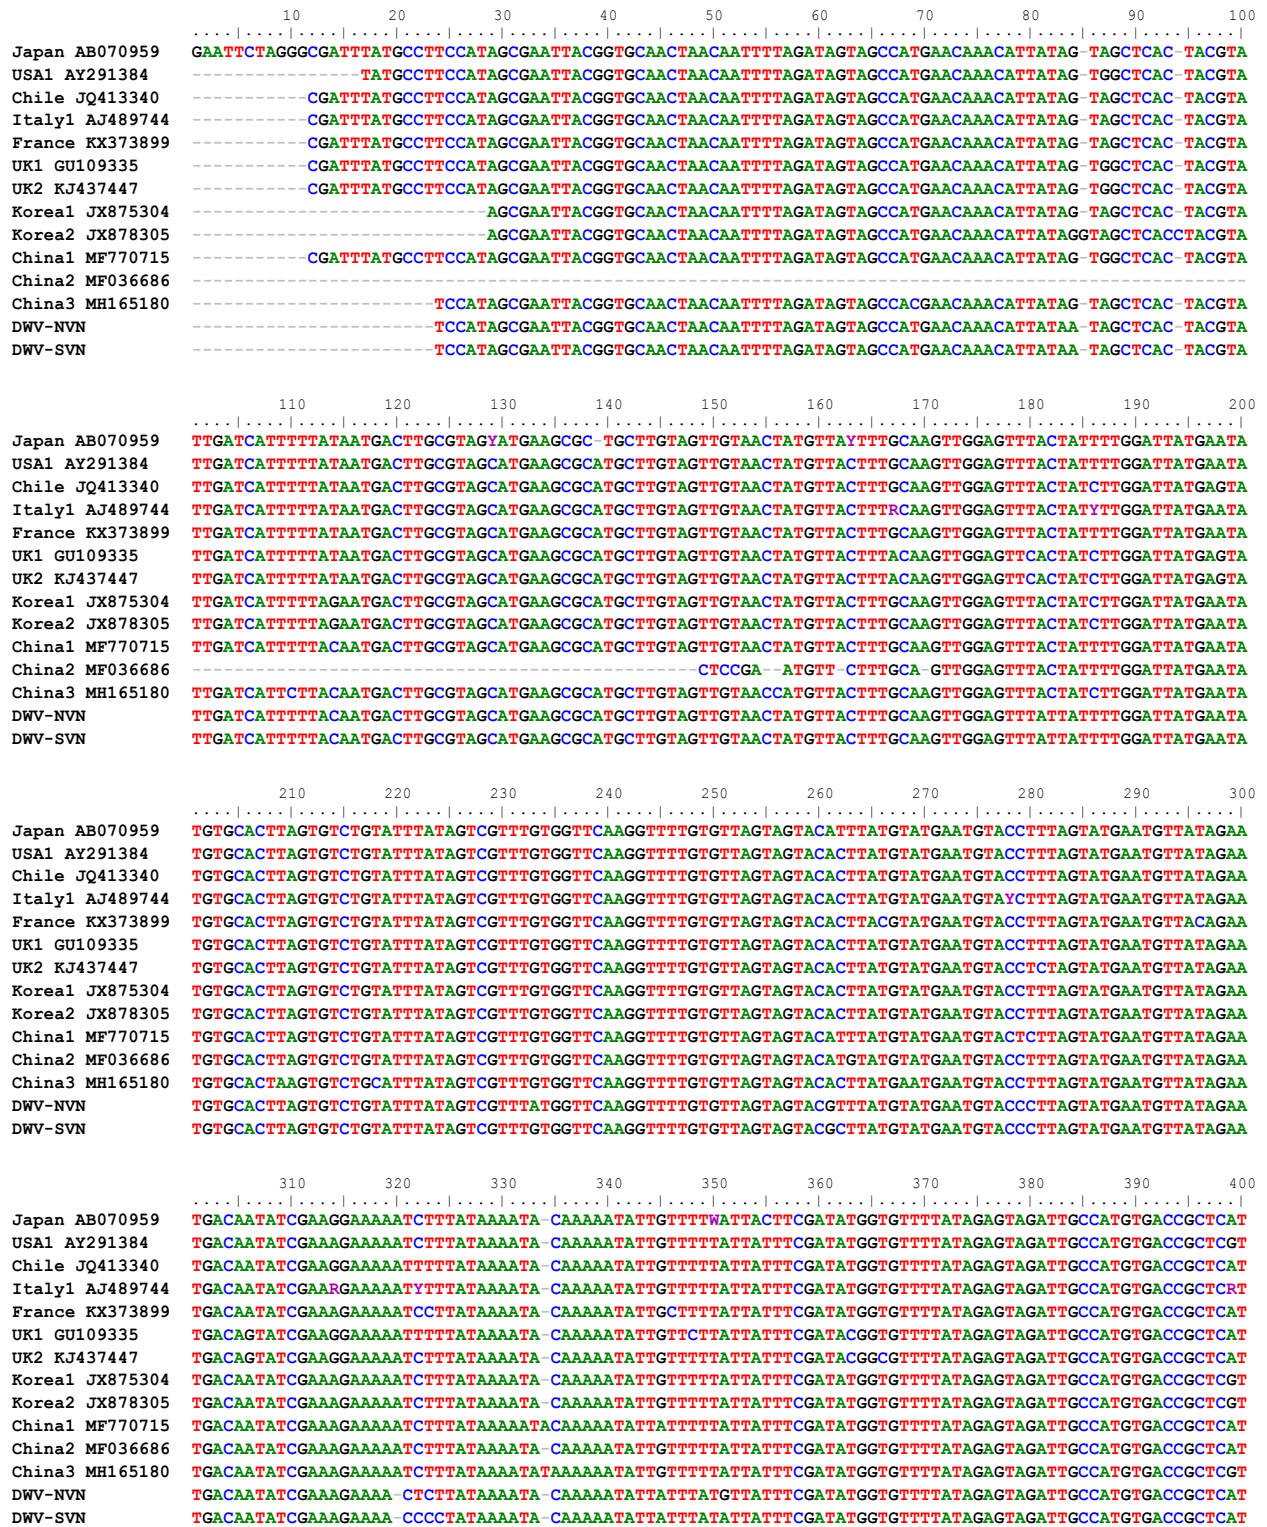 10 20 30 40 50 60 70 80 90 100
Japan AB070959 GAATTCTAGGGCGATTTATGCCTTCCATAGCGAATTACGGTGCAACTAACAATTTTAGATAGTAGCCATGAACAAACATTATAG-TAGCTCAC-TACGTA
USA1 AY291384 ----------------TATGCCTTCCATAGCGAATTACGGTGCAACTAACAATTTTAGATAGTAGCCATGAACAAACATTATAG-TGGCTCAC-TACGTA
Chile JQ413340 -----------CGATTTATGCCTTCCATAGCGAATTACGGTGCAACTAACAATTTTAGATAGTAGCCATGAACAAACATTATAG-TAGCTCAC-TACGTA
Italy1 AJ489744 -----------CGATTTATGCCTTCCATAGCGAATTACGGTGCAACTAACAATTTTAGATAGTAGCCATGAACAAACATTATAG-TAGCTCAC-TACGTA
France KX373899 -----------CGATTTATGCCTTCCATAGCGAATTACGGTGCAACTAACAATTTTAGATAGTAGCCATGAACAAACATTATAG-TAGCTCAC-TACGTA
UK1 GU109335 -----------CGATTTATGCCTTCCATAGCGAATTACGGTGCAACTAACAATTTTAGATAGTAGCCATGAACAAACATTATAG-TGGCTCAC-TACGTA
UK2 KJ437447 -----------CGATTTATGCCTTCCATAGCGAATTACGGTGCAACTAACAATTTTAGATAGTAGCCATGAACAAACATTATAG-TGGCTCAC-TACGTA
Korea1 JX875304 ----------------------------AGCGAATTACGGTGCAACTAACAATTTTAGATAGTAGCCATGAACAAACATTATAG-TAGCTCAC-TACGTA
Korea2 JX878305 ----------------------------AGCGAATTACGGTGCAACTAACAATTTTAGATAGTAGCCATGAACAAACATTATAGGTAGCTCACCTACGTA
China1 MF770715 -----------CGATTTATGCCTTCCATAGCGAATTACGGTGCAACTAACAATTTTAGATAGTAGCCATGAACAAACATTATAG-TGGCTCAC-TACGTA
China2 MF036686 ----------------------------------------------------------------------------------------------------
China3 MH165180 -----------------------TCCATAGCGAATTACGGTGCAACTAACAATTTTAGATAGTAGCCACGAACAAACATTATAG-TAGCTCAC-TACGTA
DWV-NVN -----------------------TCCATAGCGAATTACGGTGCAACTAACAATTTTAGATAGTAGCCATGAACAAACATTATAA-TAGCTCAC-TACGTA
DWV-SVN -----------------------TCCATAGCGAATTACGGTGCAACTAACAATTTTAGATAGTAGCCATGAACAAACATTATAA-TAGCTCAC-TACGTA
110 120 130 140 150 160 170 180 190 200
Japan AB070959 TTGATCATTTTTATAATGACTTGCGTAGYATGAAGCGC-TGCTTGTAGTTGTAACTATGTTAYTTTGCAAGTTGGAGTTTACTATTTTGGATTATGAATA
USA1 AY291384 TTGATCATTTTTATAATGACTTGCGTAGCATGAAGCGCATGCTTGTAGTTGTAACTATGTTACTTTGCAAGTTGGAGTTTACTATTTTGGATTATGAATA
Chile JQ413340 TTGATCATTTTTATAATGACTTGCGTAGCATGAAGCGCATGCTTGTAGTTGTAACTATGTTACTTTGCAAGTTGGAGTTTACTATCTTGGATTATGAGTA
Italy1 AJ489744 TTGATCATTTTTATAATGACTTGCGTAGCATGAAGCGCATGCTTGTAGTTGTAACTATGTTACTTTRCAAGTTGGAGTTTACTATYTTGGATTATGAATA
France KX373899 TTGATCATTTTTATAATGACTTGCGTAGCATGAAGCGCATGCTTGTAGTTGTAACTATGTTACTTTGCAAGTTGGAGTTTACTATTTTGGATTATGAATA
UK1 GU109335 TTGATCATTTTTATAATGACTTGCGTAGCATGAAGCGCATGCTTGTAGTTGTAACTATGTTACTTTACAAGTTGGAGTTCACTATCTTGGATTATGAGTA
UK2 KJ437447 TTGATCATTTTTATAATGACTTGCGTAGCATGAAGCGCATGCTTGTAGTTGTAACTATGTTACTTTACAAGTTGGAGTTCACTATCTTGGATTATGAGTA
Korea1 JX875304 TTGATCATTTTTAGAATGACTTGCGTAGCATGAAGCGCATGCTTGTAGTTGTAACTATGTTACTTTGCAAGTTGGAGTTTACTATCTTGGATTATGAATA
Korea2 JX878305 TTGATCATTTTTAGAATGACTTGCGTAGCATGAAGCGCATGCTTGTAGTTGTAACTATGTTACTTTGCAAGTTGGAGTTTACTATCTTGGATTATGAATA
China1 MF770715 TTGATCATTTTTACAATGACTTGCGTAGCATGAAGCGCATGCTTGTAGTTGTAACTATGTTACTTTGCAAGTTGGAGTTTACTATTTTGGATTATGAATA
China2 MF036686 ------------------------------------------------CTCCGA--ATGTT-CTTTGCA-GTTGGAGTTTACTATTTTGGATTATGAATA
China3 MH165180 TTGATCATTCTTACAATGACTTGCGTAGCATGAAGCGCATGCTTGTAGTTGTAACCATGTTACTTTGCAAGTTGGAGTTTACTATCTTGGATTATGAATA
DWV-NVN TTGATCATTTTTACAATGACTTGCGTAGCATGAAGCGCATGCTTGTAGTTGTAACTATGTTACTTTGCAAGTTGGAGTTTATTATTTTGGATTATGAATA
DWV-SVN TTGATCATTTTTACAATGACTTGCGTAGCATGAAGCGCATGCTTGTAGTTGTAACTATGTTACTTTGCAAGTTGGAGTTTATTATTTTGGATTATGAATA
210 220 230 240 250 260 270 280 290 300
Japan AB070959 TGTGCACTTAGTGTCTGTATTTATAGTCGTTTGTGGTTCAAGGTTTTGTGTTAGTAGTACATTTATGTATGAATGTACCTTTAGTATGAATGTTATAGAA
USA1 AY291384 TGTGCACTTAGTGTCTGTATTTATAGTCGTTTGTGGTTCAAGGTTTTGTGTTAGTAGTACACTTATGTATGAATGTACCTTTAGTATGAATGTTATAGAA
Chile JQ413340 TGTGCACTTAGTGTCTGTATTTATAGTCGTTTGTGGTTCAAGGTTTTGTGTTAGTAGTACACTTATGTATGAATGTACCTTTAGTATGAATGTTATAGAA
Italy1 AJ489744 TGTGCACTTAGTGTCTGTATTTATAGTCGTTTGTGGTTCAAGGTTTTGTGTTAGTAGTACACTTATGTATGAATGTAYCTTTAGTATGAATGTTATAGAA
France KX373899 TGTGCACTTAGTGTCTGTATTTATAGTCGTTTGTGGTTCAAGGTTTTGTGTTAGTAGTACACTTACGTATGAATGTACCTTTAGTATGAATGTTACAGAA
UK1 GU109335 TGTGCACTTAGTGTCTGTATTTATAGTCGTTTGTGGTTCAAGGTTTTGTGTTAGTAGTACACTTATGTATGAATGTACCTTTAGTATGAATGTTATAGAA
UK2 KJ437447 TGTGCACTTAGTGTCTGTATTTATAGTCGTTTGTGGTTCAAGGTTTTGTGTTAGTAGTACACTTATGTATGAATGTACCTCTAGTATGAATGTTATAGAA
Korea1 JX875304 TGTGCACTTAGTGTCTGTATTTATAGTCGTTTGTGGTTCAAGGTTTTGTGTTAGTAGTACACTTATGTATGAATGTACCTTTAGTATGAATGTTATAGAA
Korea2 JX878305 TGTGCACTTAGTGTCTGTATTTATAGTCGTTTGTGGTTCAAGGTTTTGTGTTAGTAGTACACTTATGTATGAATGTACCTTTAGTATGAATGTTATAGAA
China1 MF770715 TGTGCACTTAGTGTCTGTATTTATAGTCGTTTGTGGTTCAAGGTTTTGTGTTAGTAGTACATTTATGTATGAATGTACTCTTAGTATGAATGTTATAGAA
China2 MF036686 TGTGCACTTAGTGTCTGTATTTATAGTCGTTTGTGGTTCAAGGTTTTGTGTTAGTAGTACATGTATGTATGAATGTACCTTTAGTATGAATGTTATAGAA
China3 MH165180 TGTGCACTAAGTGTCTGCATTTATAGTCGTTTGTGGTTCAAGGTTTTGTGTTAGTAGTACACTTATGAATGAATGTACCTTTAGTATGAATGTTATAGAA
DWV-NVN TGTGCACTTAGTGTCTGTATTTATAGTCGTTTATGGTTCAAGGTTTTGTGTTAGTAGTACGTTTATGTATGAATGTACCCTTAGTATGAATGTTATAGAA
DWV-SVN TGTGCACTTAGTGTCTGTATTTATAGTCGTTTGTGGTTCAAGGTTTTGTGTTAGTAGTACGCTTATGTATGAATGTACCCTTAGTATGAATGTTATAGAA
310 320 330 340 350 360 370 380 390 400
Japan AB070959 TGACAATATCGAAGGAAAAATCTTTATAAAATA-CAAAAATATTGTTTTWATTACTTCGATATGGTGTTTTATAGAGTAGATTGCCATGTGACCGCTCAT
USA1 AY291384 TGACAATATCGAAAGAAAAATCTTTATAAAATA-CAAAAATATTGTTTTTATTATTTCGATATGGTGTTTTATAGAGTAGATTGCCATGTGACCGCTCGT
Chile JQ413340 TGACAATATCGAAGGAAAAATTTTTATAAAATA-CAAAAATATTGTTTTTATTATTTCGATATGGTGTTTTATAGAGTAGATTGCCATGTGACCGCTCAT
Italy1 AJ489744 TGACAATATCGAARGAAAAATYTTTATAAAATA-CAAAAATATTGTTTTTATTATTTCGATATGGTGTTTTATAGAGTAGATTGCCATGTGACCGCTCRT
France KX373899 TGACAATATCGAAAGAAAAATCCTTATAAAATA-CAAAAATATTGCTTTTATTATTTCGATATGGTGTTTTATAGAGTAGATTGCCATGTGACCGCTCAT
UK1 GU109335 TGACAGTATCGAAGGAAAAATTTTTATAAAATA-CAAAAATATTGTTCTTATTATTTCGATACGGTGTTTTATAGAGTAGATTGCCATGTGACCGCTCAT
UK2 KJ437447 TGACAGTATCGAAGGAAAAATCTTTATAAAATA-CAAAAATATTGTTTTTATTATTTCGATACGGCGTTTTATAGAGTAGATTGCCATGTGACCGCTCAT
Korea1 JX875304 TGACAATATCGAAAGAAAAATCTTTATAAAATA-CAAAAATATTGTTTTTATTATTTCGATATGGTGTTTTATAGAGTAGATTGCCATGTGACCGCTCGT
Korea2 JX878305 TGACAATATCGAAAGAAAAATCTTTATAAAATA-CAAAAATATTGTTTTTATTATTTCGATATGGTGTTTTATAGAGTAGATTGCCATGTGACCGCTCGT
China1 MF770715 TGACAATATCGAAAGAAAAATCTTTATAAAAATACAAAAATATTATTTTTATTATTTCGATATGGTGTTTTATAGAGTAGATTGCCATGTGACCGCTCAT
China2 MF036686 TGACAATATCGAAAGAAAAATCTTTATAAAATA-CAAAAATATTGTTTTTATTATTTCGATATGGTGTTTTATAGAGTAGATTGCCATGTGACCGCTCAT
China3 MH165180 TGACAATATCGAAAGAAAAATCTTTATAAAATATAAAAAATATTGTTTTTATTATTTCGATATGGTGTTTTATAGAGTAGATTGCCATGTGACCGCTCGT
DWV-NVN TGACAATATCGAAAGAAAA-CTCTTATAAAATA-CAAAAATATTATTTATGTTATTTCGATATGGTGTTTTATAGAGTAGATTGCCATGTGACCGCTCAT
DWV-SVN TGACAATATCGAAAGAAAA-CCCCTATAAAATA-CAAAAATATTATTTATATTATTTCGATATGGTGTTTTATAGAGTAGATTGCCATGTGACCGCTCAT